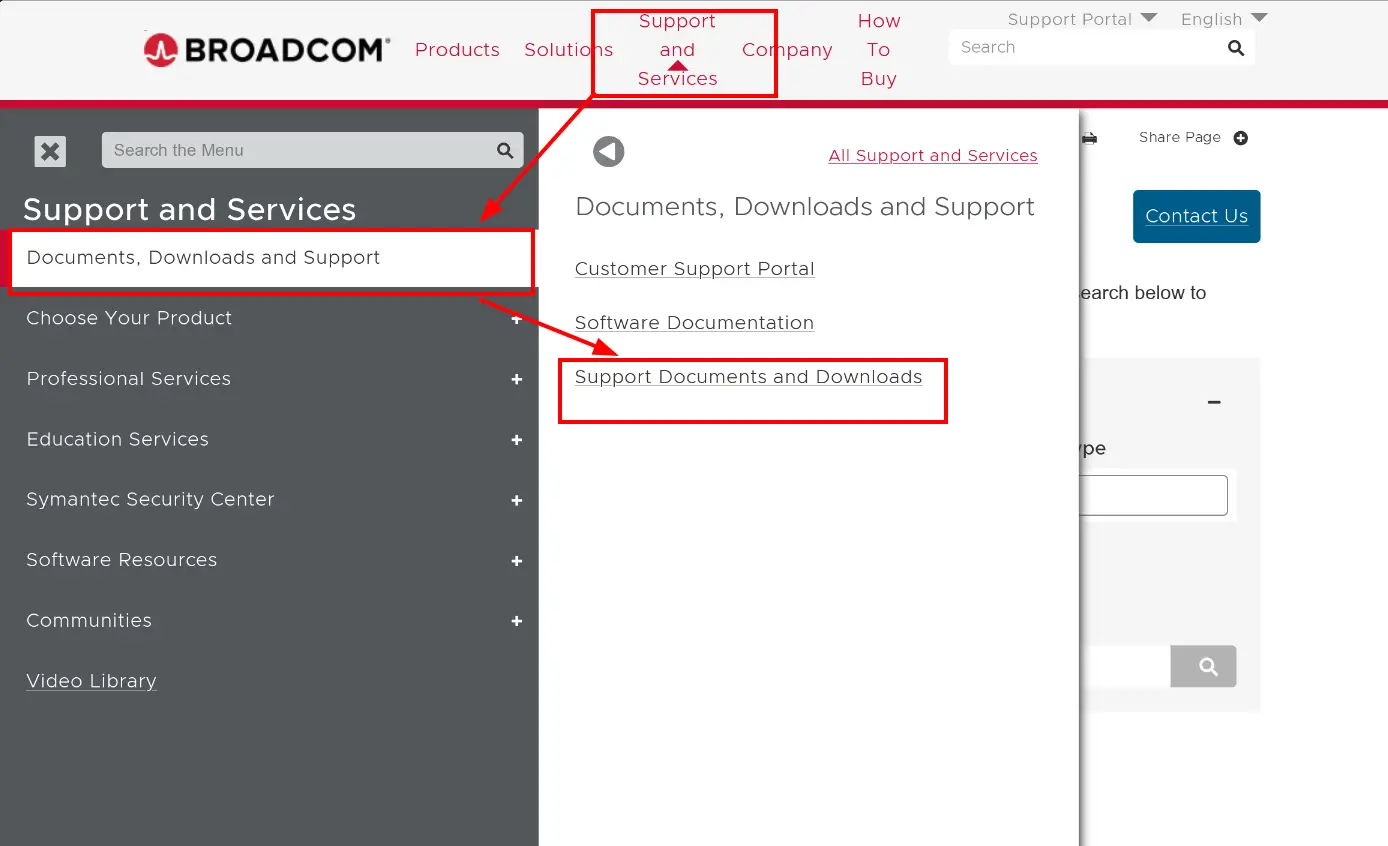 Support Portal English
BROADCOM®
Products
Solutions
Support
and
Services
Company
How
To
Buy
Search
Search the Menu
Support and Services
Documents, Downloads and Support
Choose Your Product +
Professional Services +
Education Services +
Symantec Security Center +
Software Resources +
Communities +
Video Library
All Support and Services
Documents, Downloads and Support
Customer Support Portal
Software Documentation
Support Documents and Downloads
Share Page
Contact Us
earch below to
ype